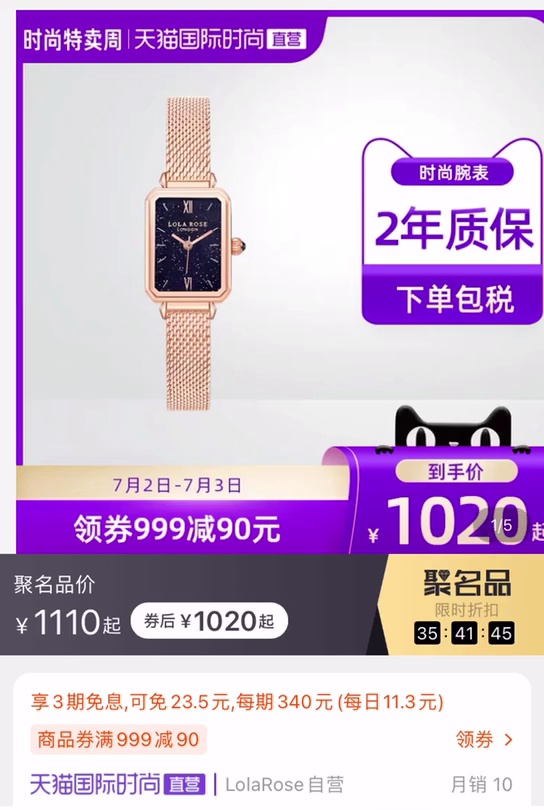 时尚特卖周|天猫国际时尚 直营
LOLA ROSE
LONDON
时尚腕表
2年质保
下单包税
7月2日-7月3日
到手价
领券999减90元
¥1020起
1/5
聚名品价
¥1110起 券后¥1020起
聚名品
限时折扣
35:41:45
享3期免息,可免23.5元,每期340元(每日11.3元)
商品券满999减90
领券 >
天猫国际时尚 直营|LolaRose自营
月销 10